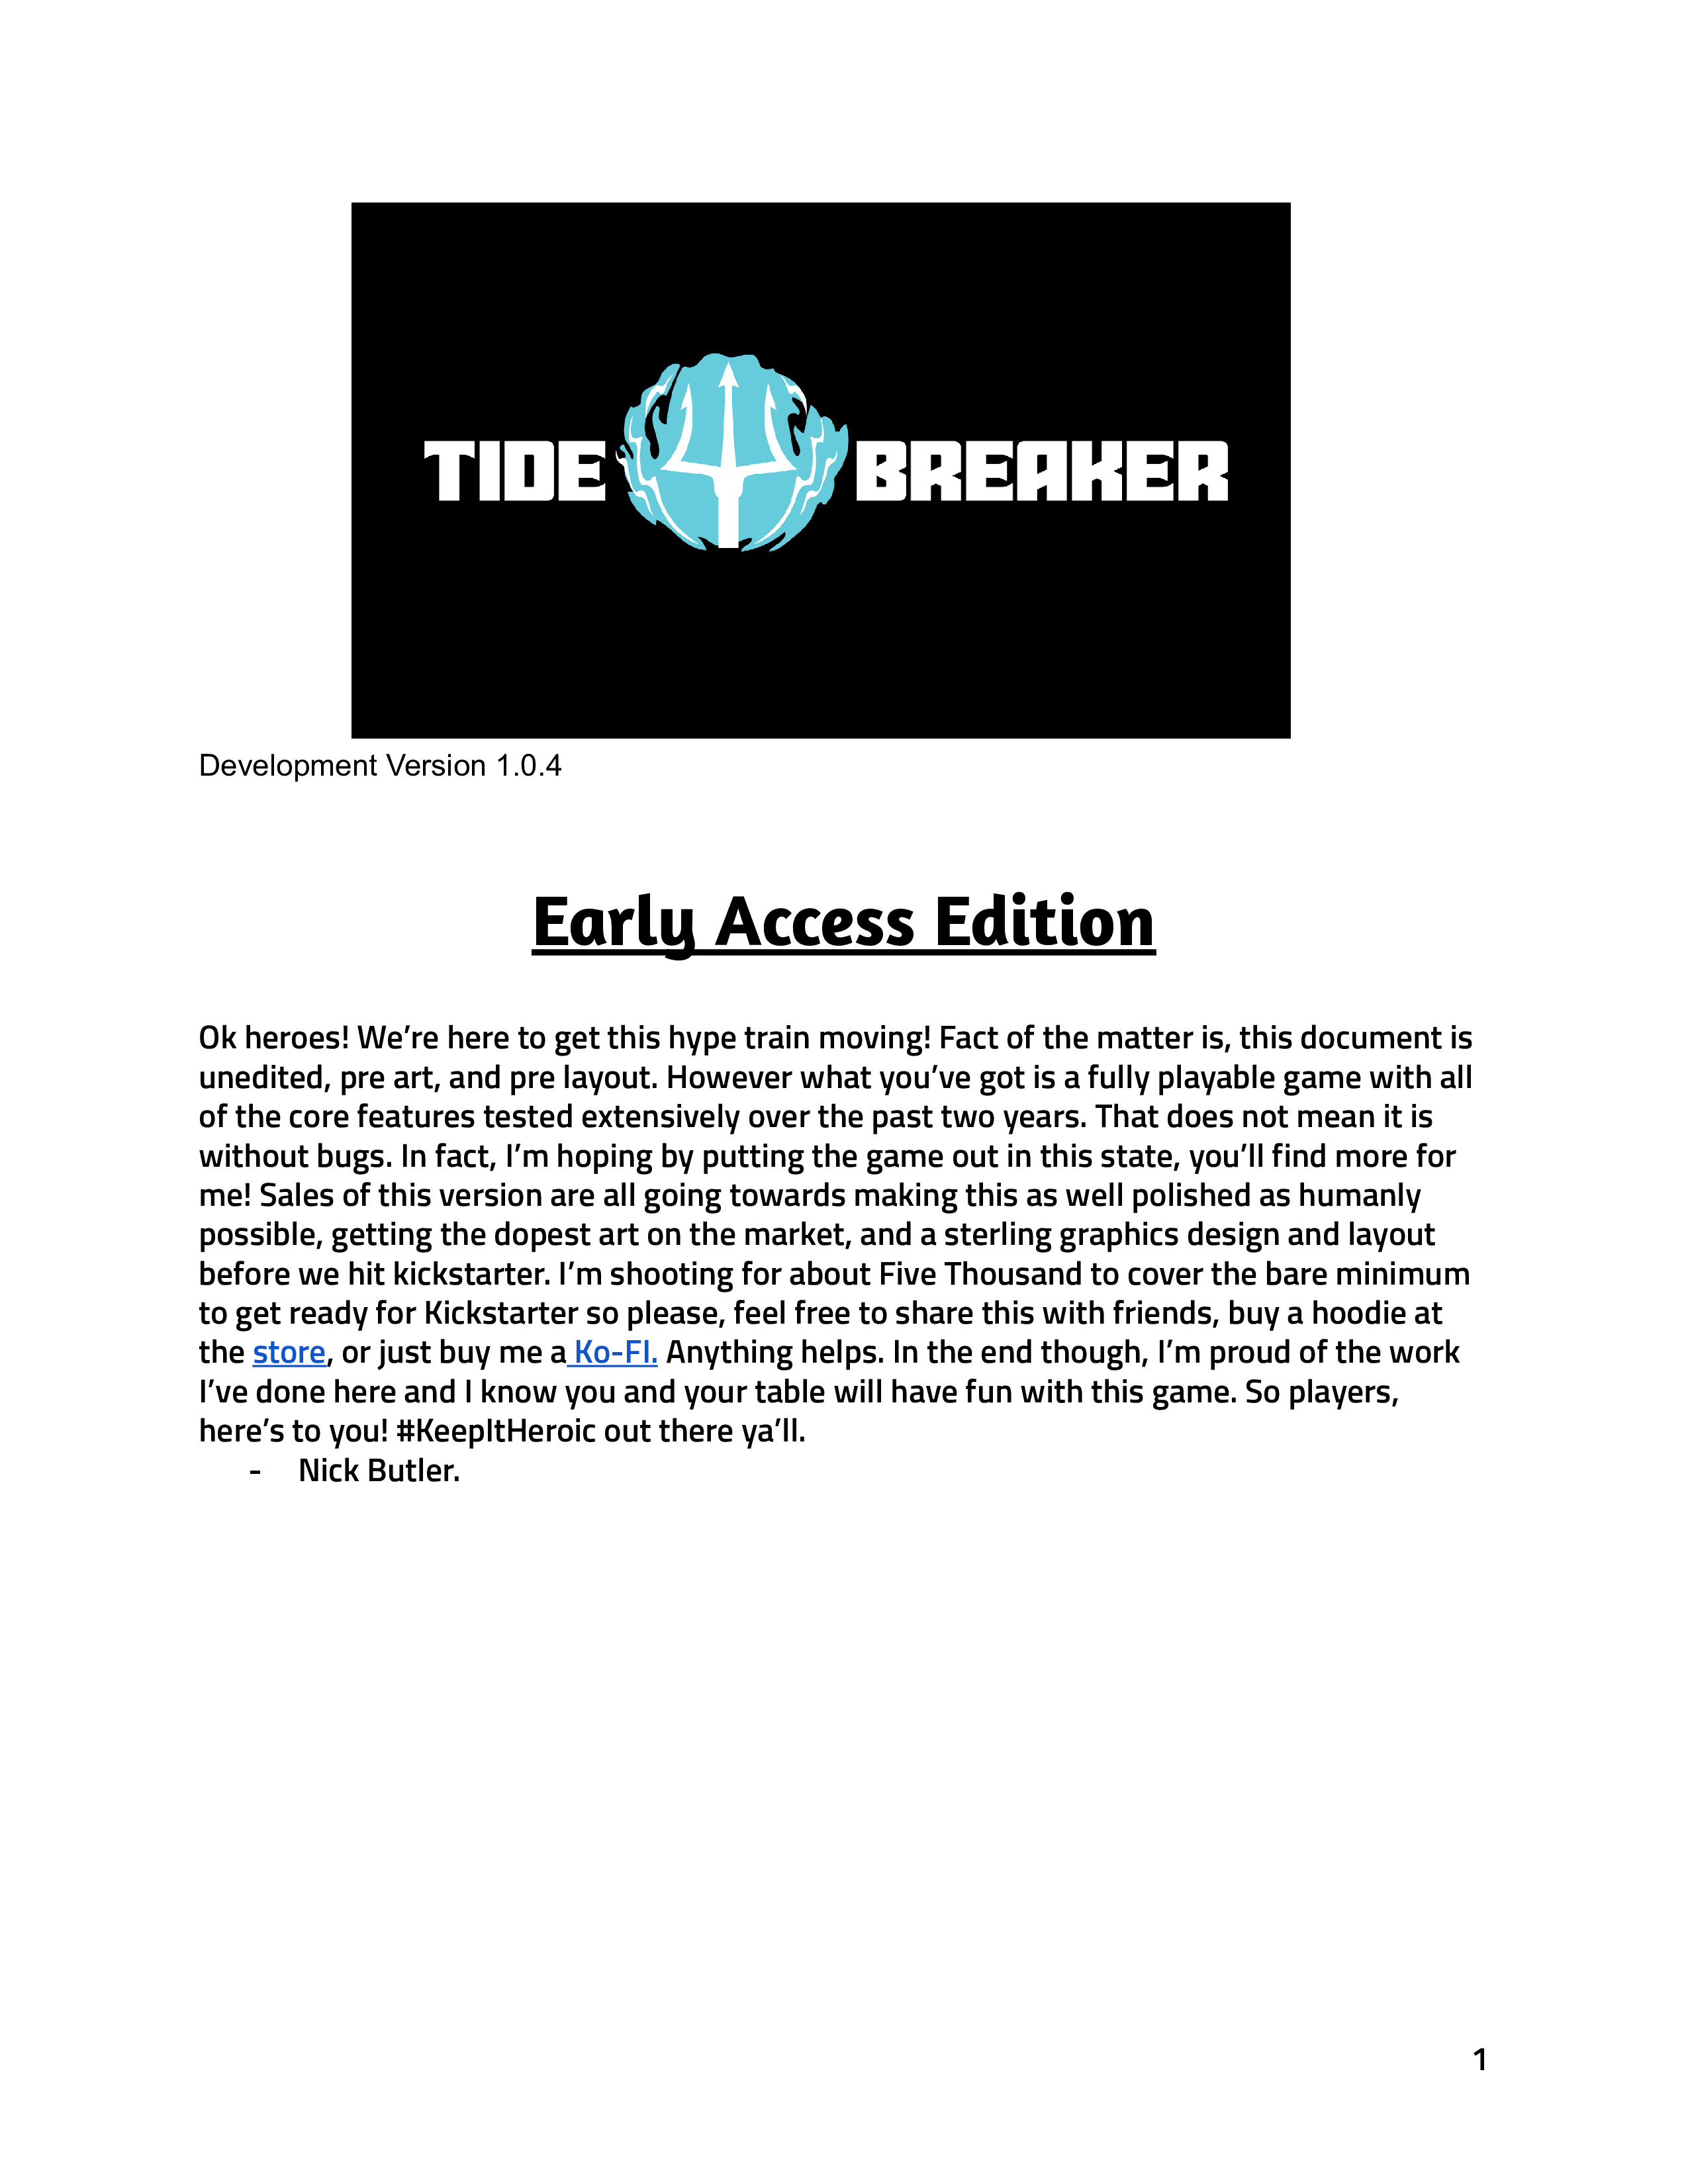 TIDE BREAKER
Development Version 1.0.4
Early Access Edition
Ok heroes! We’re here to get this hype train moving! Fact of the matter is, this document is
unedited, pre art, and pre layout. However what you’ve got is a fully playable game with all
of the core features tested extensively over the past two years. That does not mean it is
without bugs. In fact, I’m hoping by putting the game out in this state, you’ll find more for
me! Sales of this version are all going towards making this as well polished as humanly
possible, getting the dopest art on the market, and a sterling graphics design and layout
before we hit kickstarter. I’m shooting for about Five Thousand to cover the bare minimum
to get ready for Kickstarter so please, feel free to share this with friends, buy a hoodie at
the store, or just buy me a Ko-FI. Anything helps. In the end though, I’m proud of the work
I’ve done here and I know you and your table will have fun with this game. So players,
here’s to you! #KeepItHeroic out there ya’ll.
- Nick Butler.
1